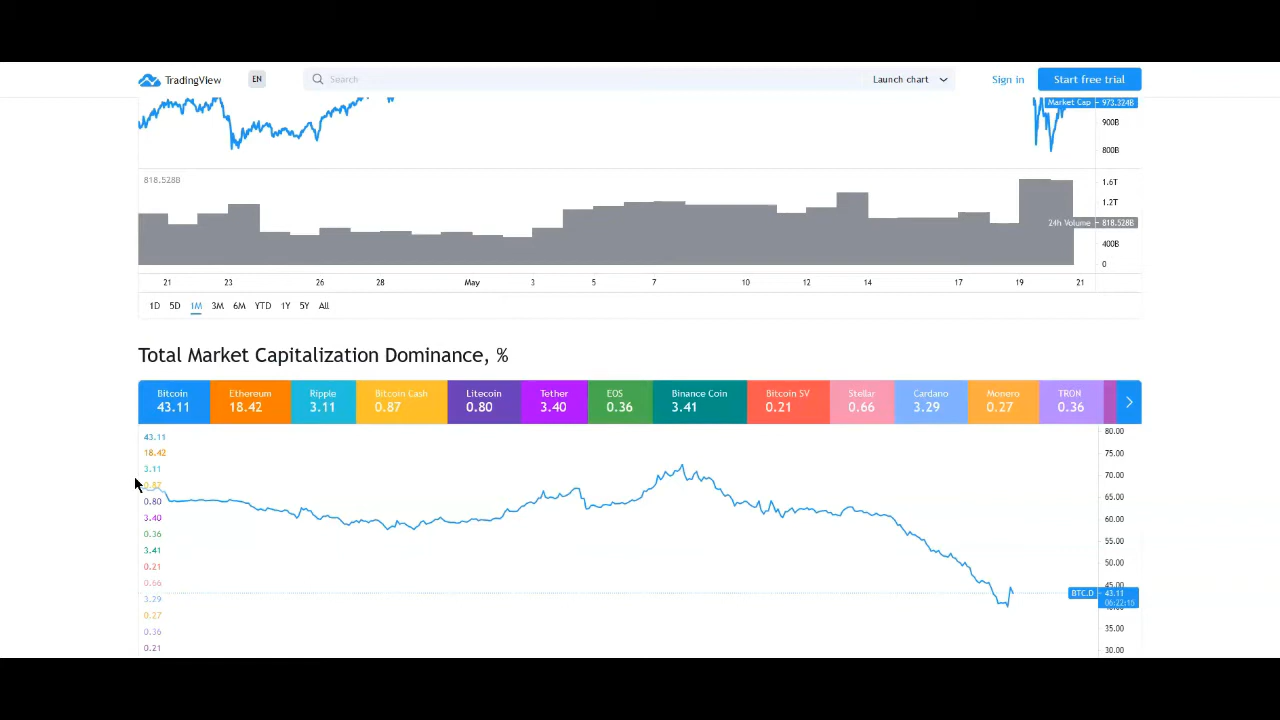 TradingView EN Search Launch chart Sign in Start free trial
Market Cap 973.324B
900B
800B
818.528B
1.6T
1.2T
24h Volume 818.528B
400B
0
21 23 26 28 May 3 5 7 10 12 14 17 19 21
1D 5D 1M 3M 6M YTD 1Y 5Y All
Total Market Capitalization Dominance, %
Bitcoin Ethereum Ripple Bitcoin Cash Litecoin Tether EOS Binance Coin Bitcoin SV Stellar Cardano Monero TRON
43.11 18.42 3.11 0.87 0.80 3.40 0.36 3.41 0.21 0.66 3.29 0.27 0.36
43.11 80.00
18.42 75.00
3.11 70.00
0.87
0.80 65.00
3.40 60.00
0.36 55.00
3.41
0.21 50.00
0.66 45.00
BTC.D 43.11
3.29 06:22:15
0.27
0.36 35.00
0.21 30.00